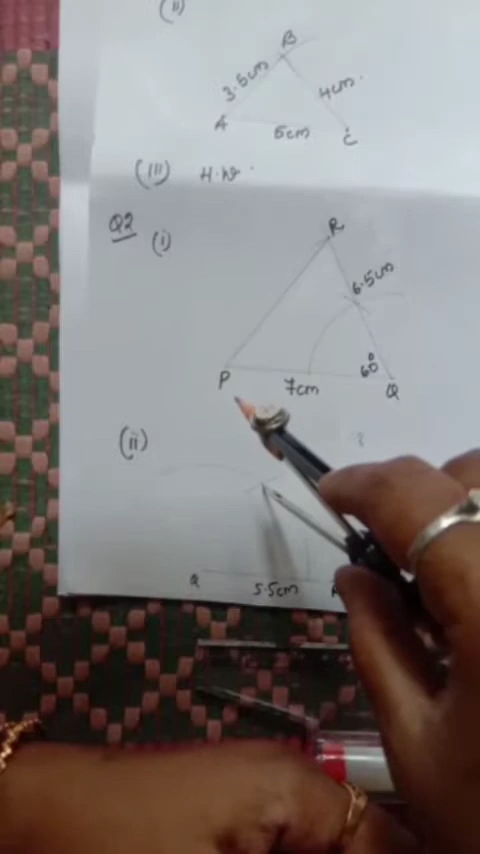 (ii)
B
3.5cm
4cm.
A
5cm
C
(iii) H.W.
Q2
(i)
R
6.5cm
60°
P
7cm
Q
(ii)
Q
5.5cm